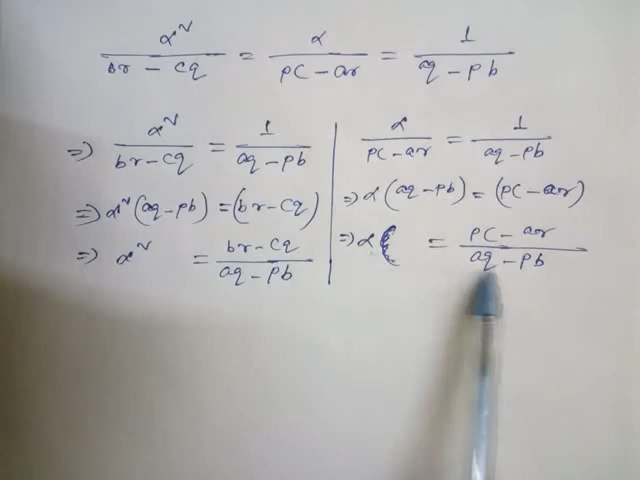 α² / (br - cq) = α / (pc - ar) = 1 / (aq - pb)
⇒) α² / (br - cq) = 1 / (aq - pb)
⇒) α² (aq - pb) = (br - cq)
⇒) α² = (br - cq) / (aq - pb)
α / (pc - ar) = 1 / (aq - pb)
⇒) α (aq - pb) = (pc - ar)
⇒) α = (pc - ar) / (aq - pb)